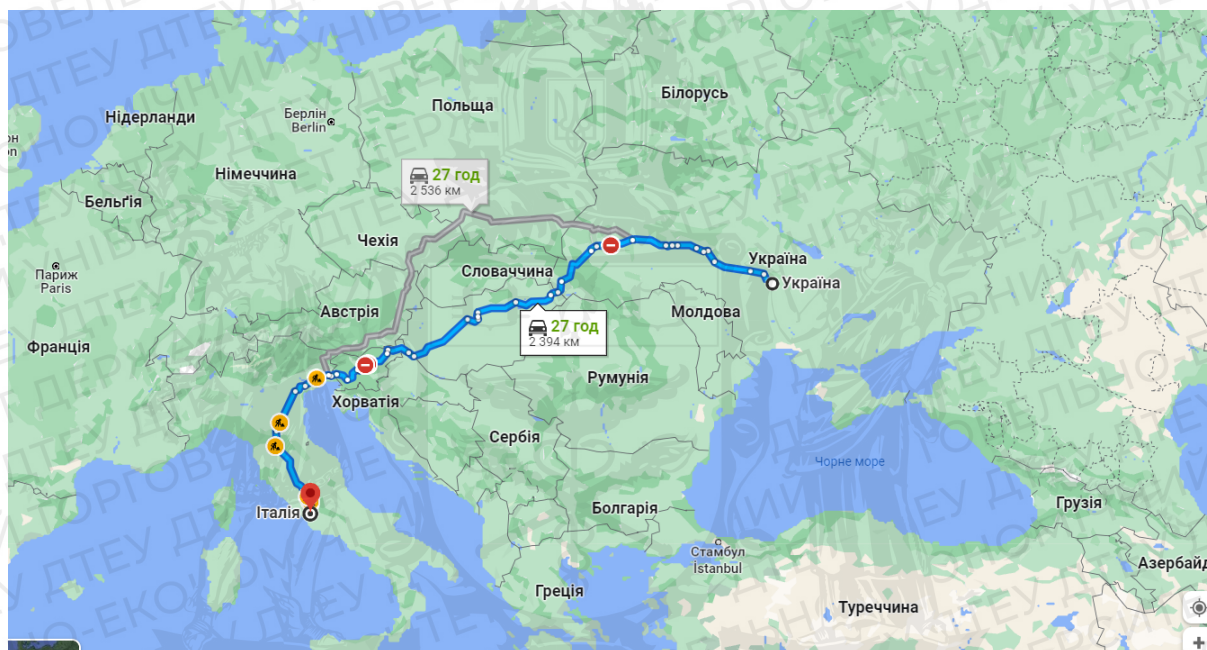 Білорусь
Польща
Нідерланди
Берлін
Berlin
Німеччина
27 год
2 536 км
Бельгія
Чехія
Україна
Україна
Словаччина
Париж
Paris
Австрія
Молдова
27 год
2 394 км
Франція
Румунія
Хорватія
Сербія
Чорне море
Італія
Болгарія
Грузія
Стамбул
İstanbul
Азербайд
Греція
Туреччина